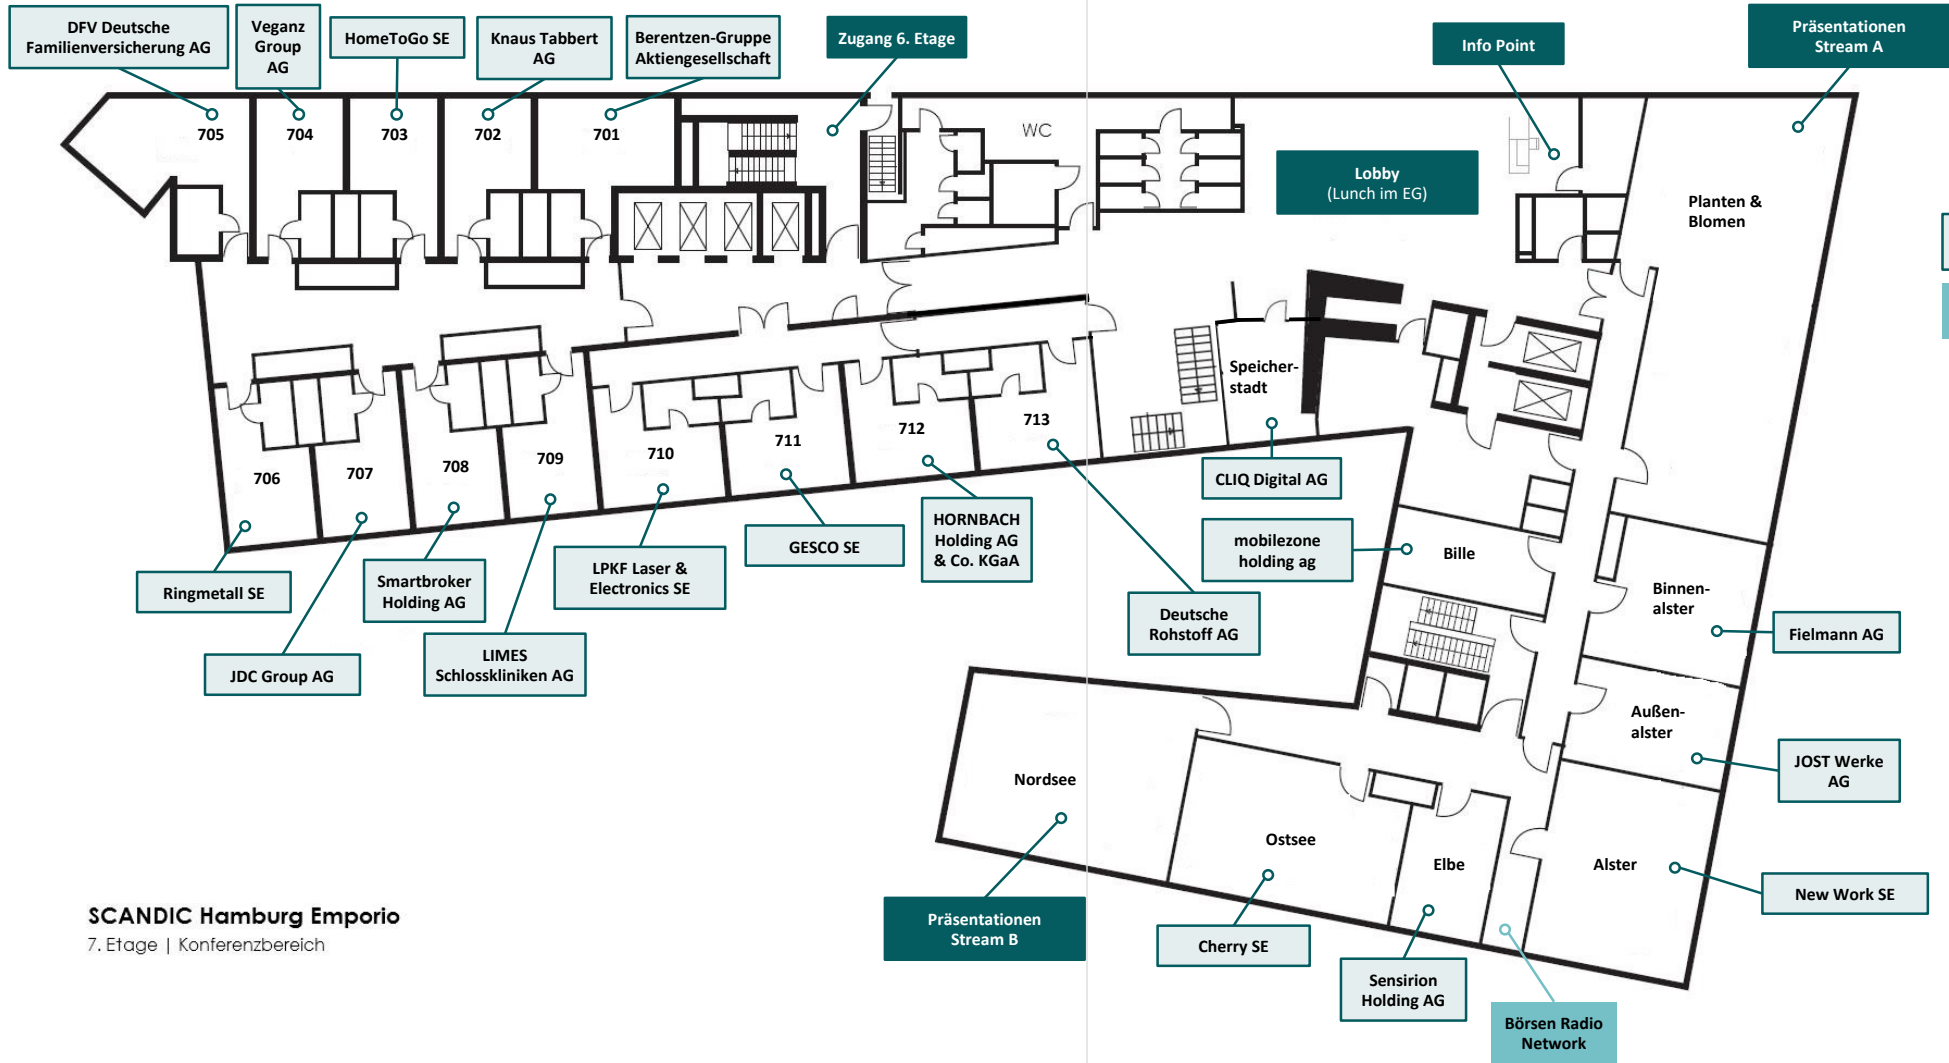 DFV Deutsche
Familienversicherung AG
Veganz
Group
AG
HomeToGo SE
Knaus Tabbert
AG
Berentzen-Gruppe
Aktiengesellschaft
Zugang 6. Etage
Info Point
Präsentationen
Stream A
705
704
703
702
701
WC
Lobby
(Lunch im EG)
Planten &
Blomen
Speicher-
stadt
706
707
708
709
710
711
712
713
CLIQ Digital AG
Ringmetall SE
JDC Group AG
Smartbroker
Holding AG
LIMES
Schlosskliniken AG
LPKF Laser &
Electronics SE
GESCO SE
HORNBACH
Holding AG
& Co. KGaA
Deutsche
Rohstoff AG
mobilezone
holding ag
Bille
Binnen-
alster
Fielmann AG
Außen-
alster
JOST Werke
AG
Nordsee
Ostsee
Elbe
Alster
New Work SE
Präsentationen
Stream B
Cherry SE
Sensirion
Holding AG
Börsen Radio
Network
SCANDIC Hamburg Emporio
7. Etage | Konferenzbereich